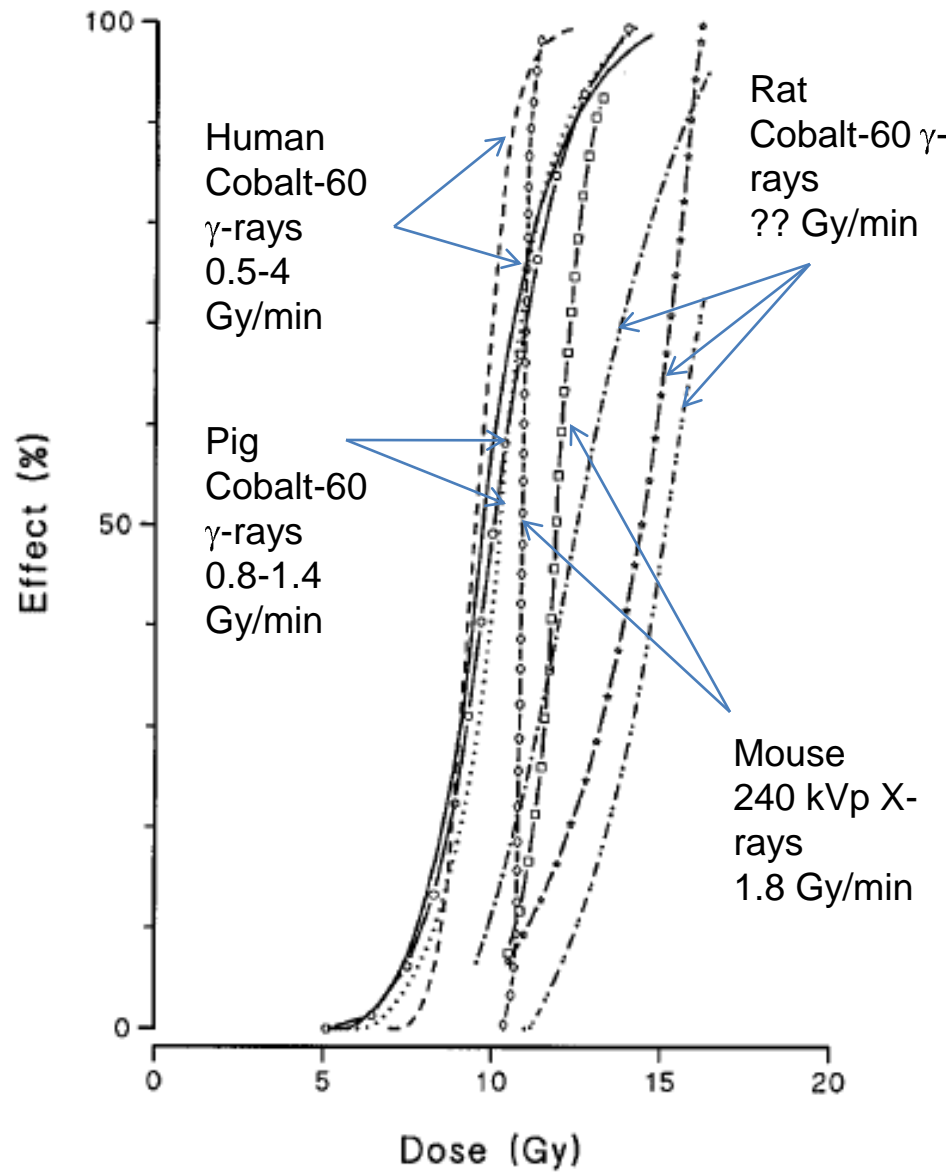 100
Human
Cobalt-60
γ-rays
0.5-4
Gy/min
Rat
Cobalt-60 γ-
rays
?? Gy/min
Effect (%)
50
Pig
Cobalt-60
γ-rays
0.8-1.4
Gy/min
Mouse
240 kVp X-
rays
1.8 Gy/min
0
0 5 10 15 20
Dose (Gy)